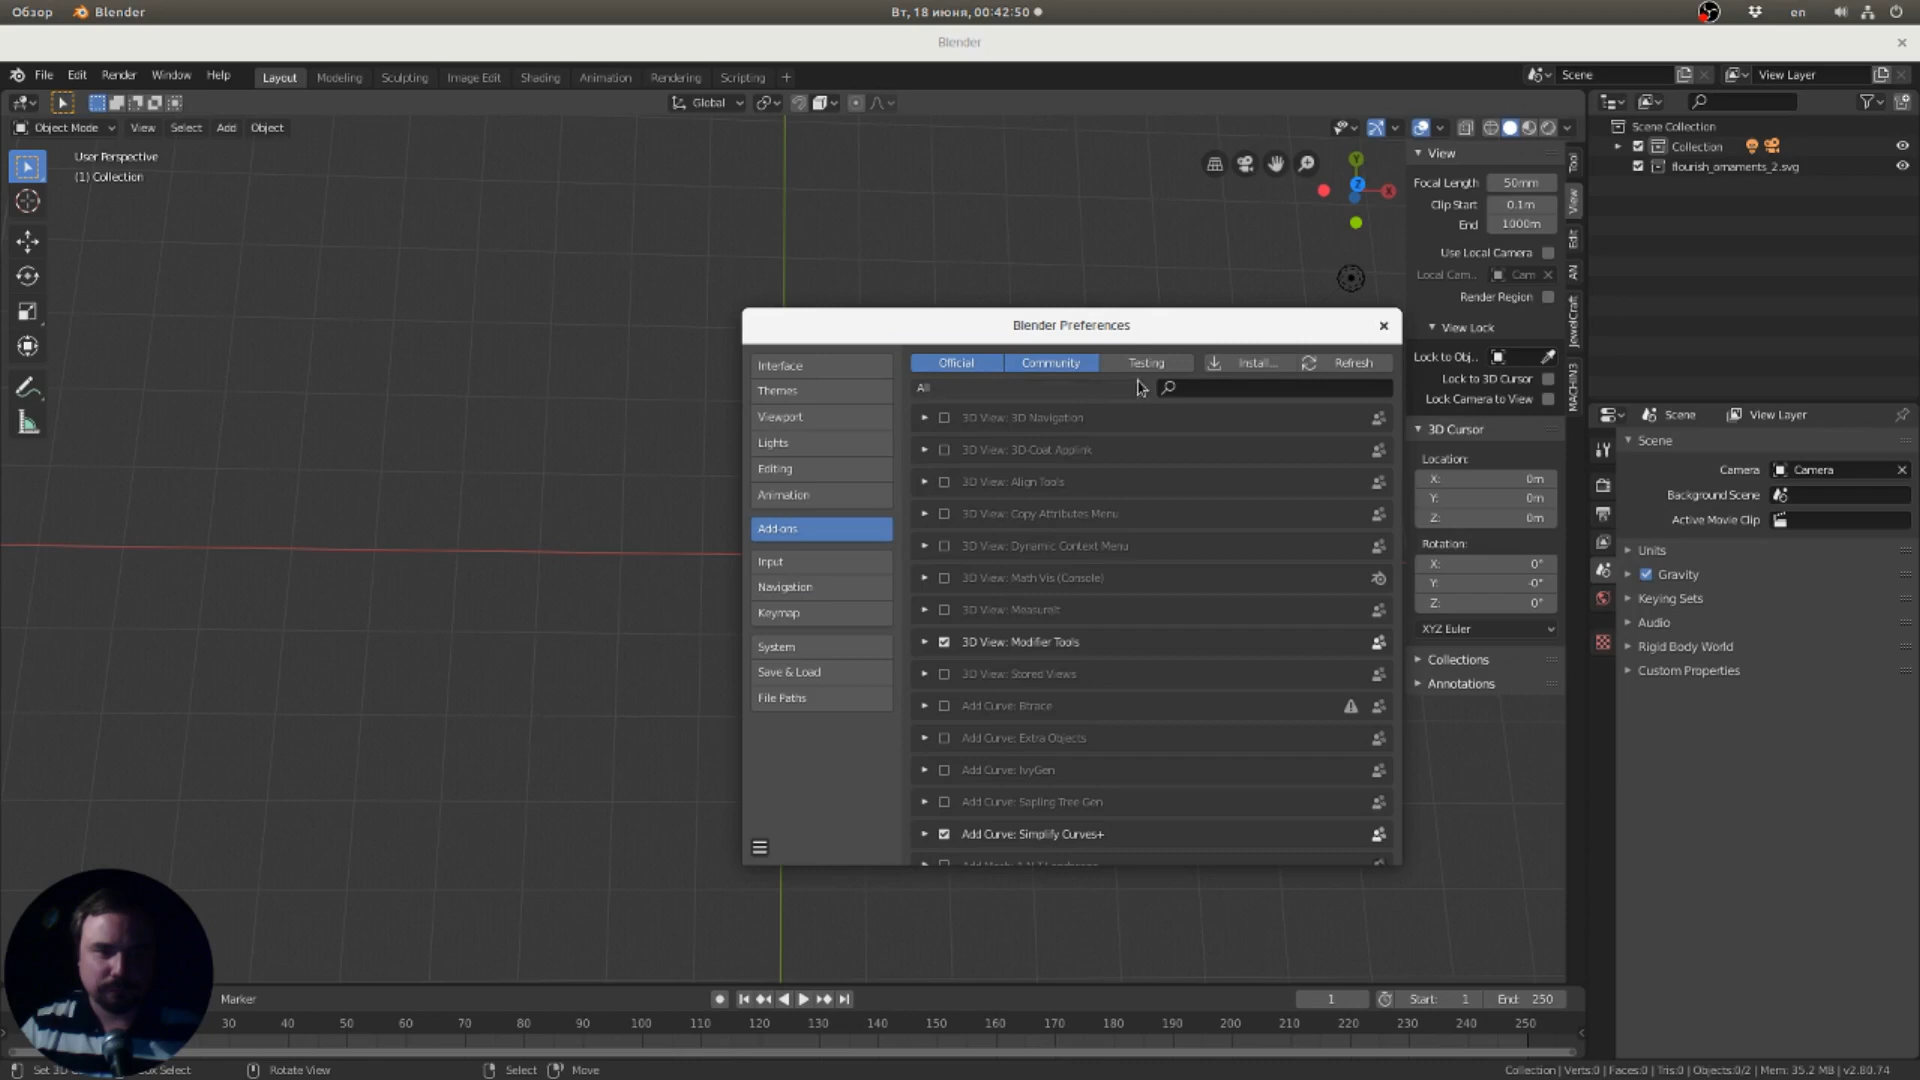 Обзор Blender Вт, 18 июня, 00:42:50 en
Blender
File Edit Render Window Help Layout Modeling Sculpting Image Edit Shading Animation Rendering Scripting + Scene View Layer
Global
Object Mode View Select Add Object
User Perspective
(1) Collection
Y
Z
X
View
Focal Length 50mm
Clip Start 0.1m
End 1000m
Use Local Camera
Local Cam.. Cam
Render Region
View Lock
Lock to Obj..
Lock to 3D Cursor
Lock Camera to View
3D Cursor
Location:
X: 0m
Y: 0m
Z: 0m
Rotation:
X: 0°
Y: -0°
Z: 0°
XYZ Euler
Collections
Annotations
Tool
View
Edit
AN
JewelCraft
MACHIN3
Scene Collection
Collection
flourish_ornaments_2.svg
Scene View Layer
Scene
Camera Camera
Background Scene
Active Movie Clip
Units
Gravity
Keying Sets
Audio
Rigid Body World
Custom Properties
Blender Preferences
Interface
Themes
Viewport
Lights
Editing
Animation
Add-ons
Input
Navigation
Keymap
System
Save & Load
File Paths
Official Community Testing Install... Refresh
All
3D View: 3D Navigation
3D View: 3D-Coat Applink
3D View: Align Tools
3D View: Copy Attributes Menu
3D View: Dynamic Context Menu
3D View: Math Vis (Console)
3D View: MeasureIt
3D View: Modifier Tools
3D View: Stored Views
Add Curve: Btrace
Add Curve: Extra Objects
Add Curve: IvyGen
Add Curve: Sapling Tree Gen
Add Curve: Simplify Curves+
Marker 1 Start: 1 End: 250
30 40 50 60 70 80 90 100 110 120 130 140 150 160 170 180 190 200 210 220 230 240 250
Set 3D Box Select Rotate View Select Move Collection | Verts:0 | Faces:0 | Tris:0 | Objects:0/2 | Mem: 35.2 MB | v2.80.74